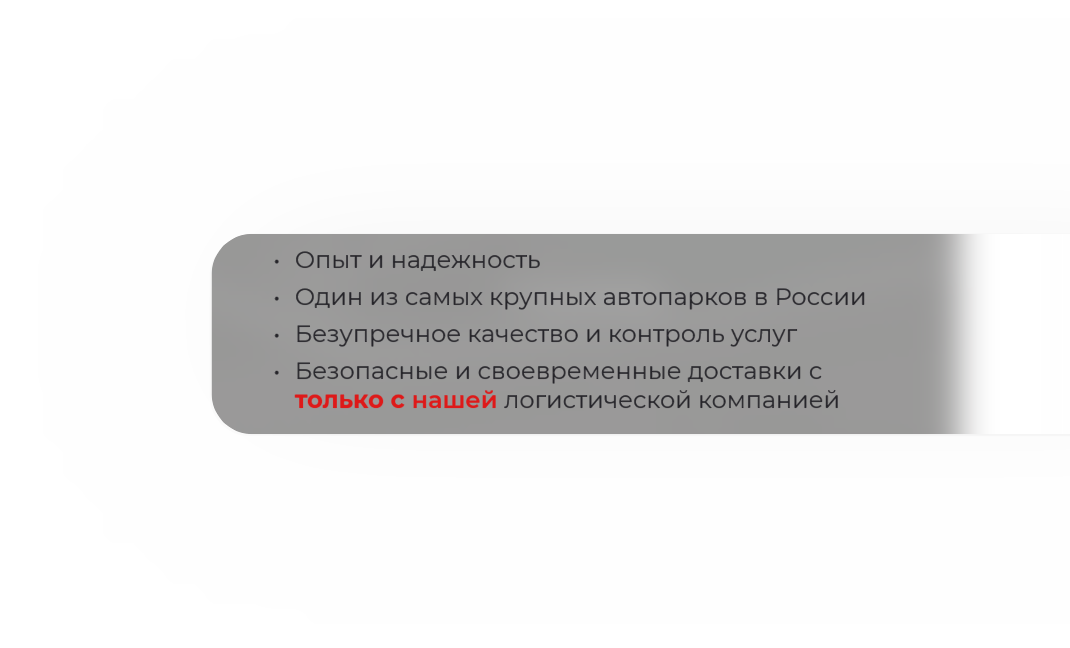 • Опыт и надежность
• Один из самых крупных автопарков в России
• Безупречное качество и контроль услуг
• Безопасные и своевременные доставки с
только с нашей логистической компанией